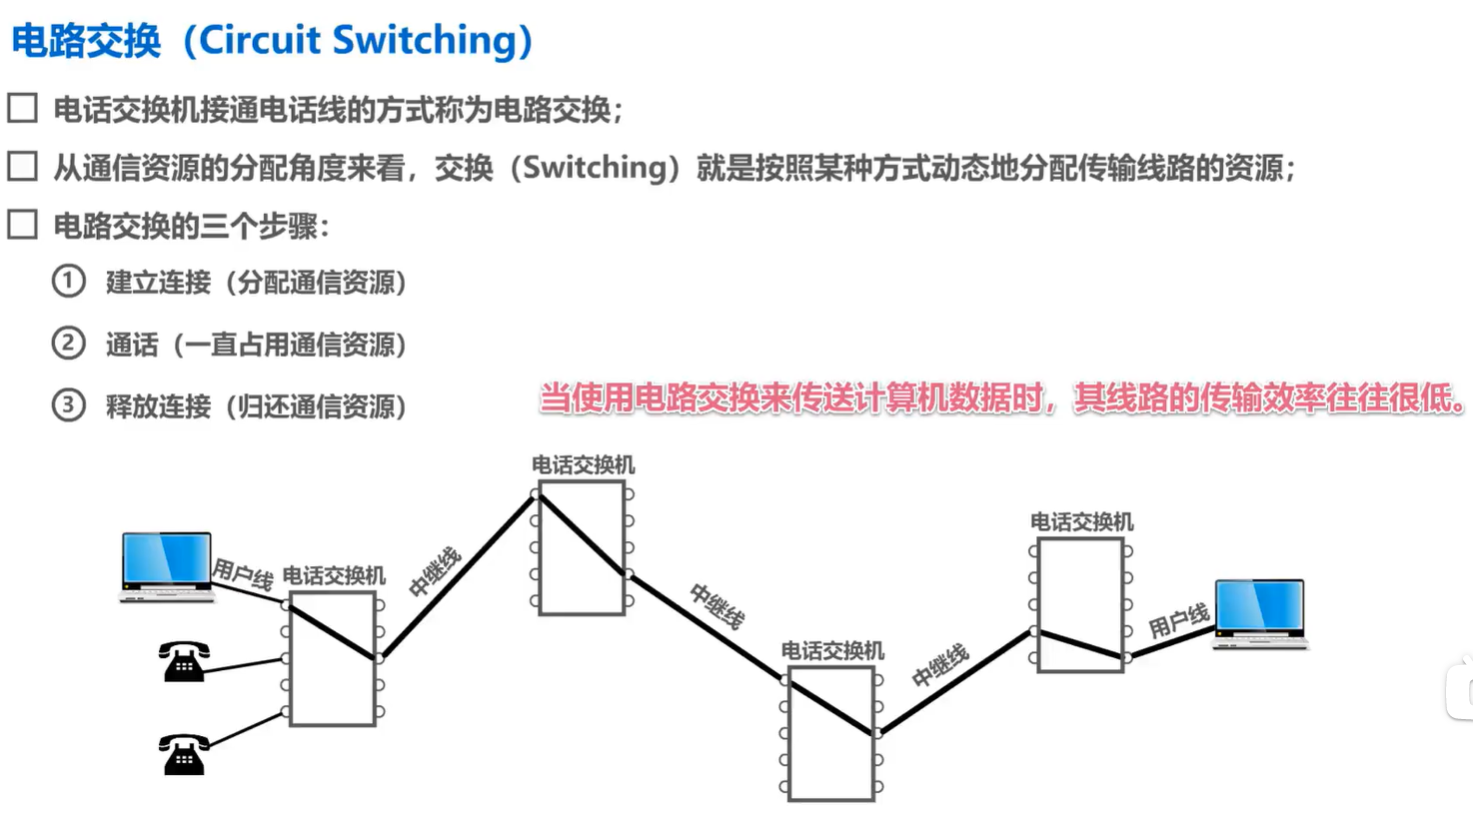 电路交换（Circuit Switching）
电话交换机接通电话线的方式称为电路交换；
从通信资源的分配角度来看，交换（Switching）就是按照某种方式动态地分配传输线路的资源；
电路交换的三个步骤：
① 建立连接（分配通信资源）
② 通话（一直占用通信资源）
③ 释放连接（归还通信资源）
当使用电路交换来传送计算机数据时，其线路的传输效率往往很低。
电话交换机
电话交换机
用户线
电话交换机
中继线
中继线
用户线
电话交换机
中继线